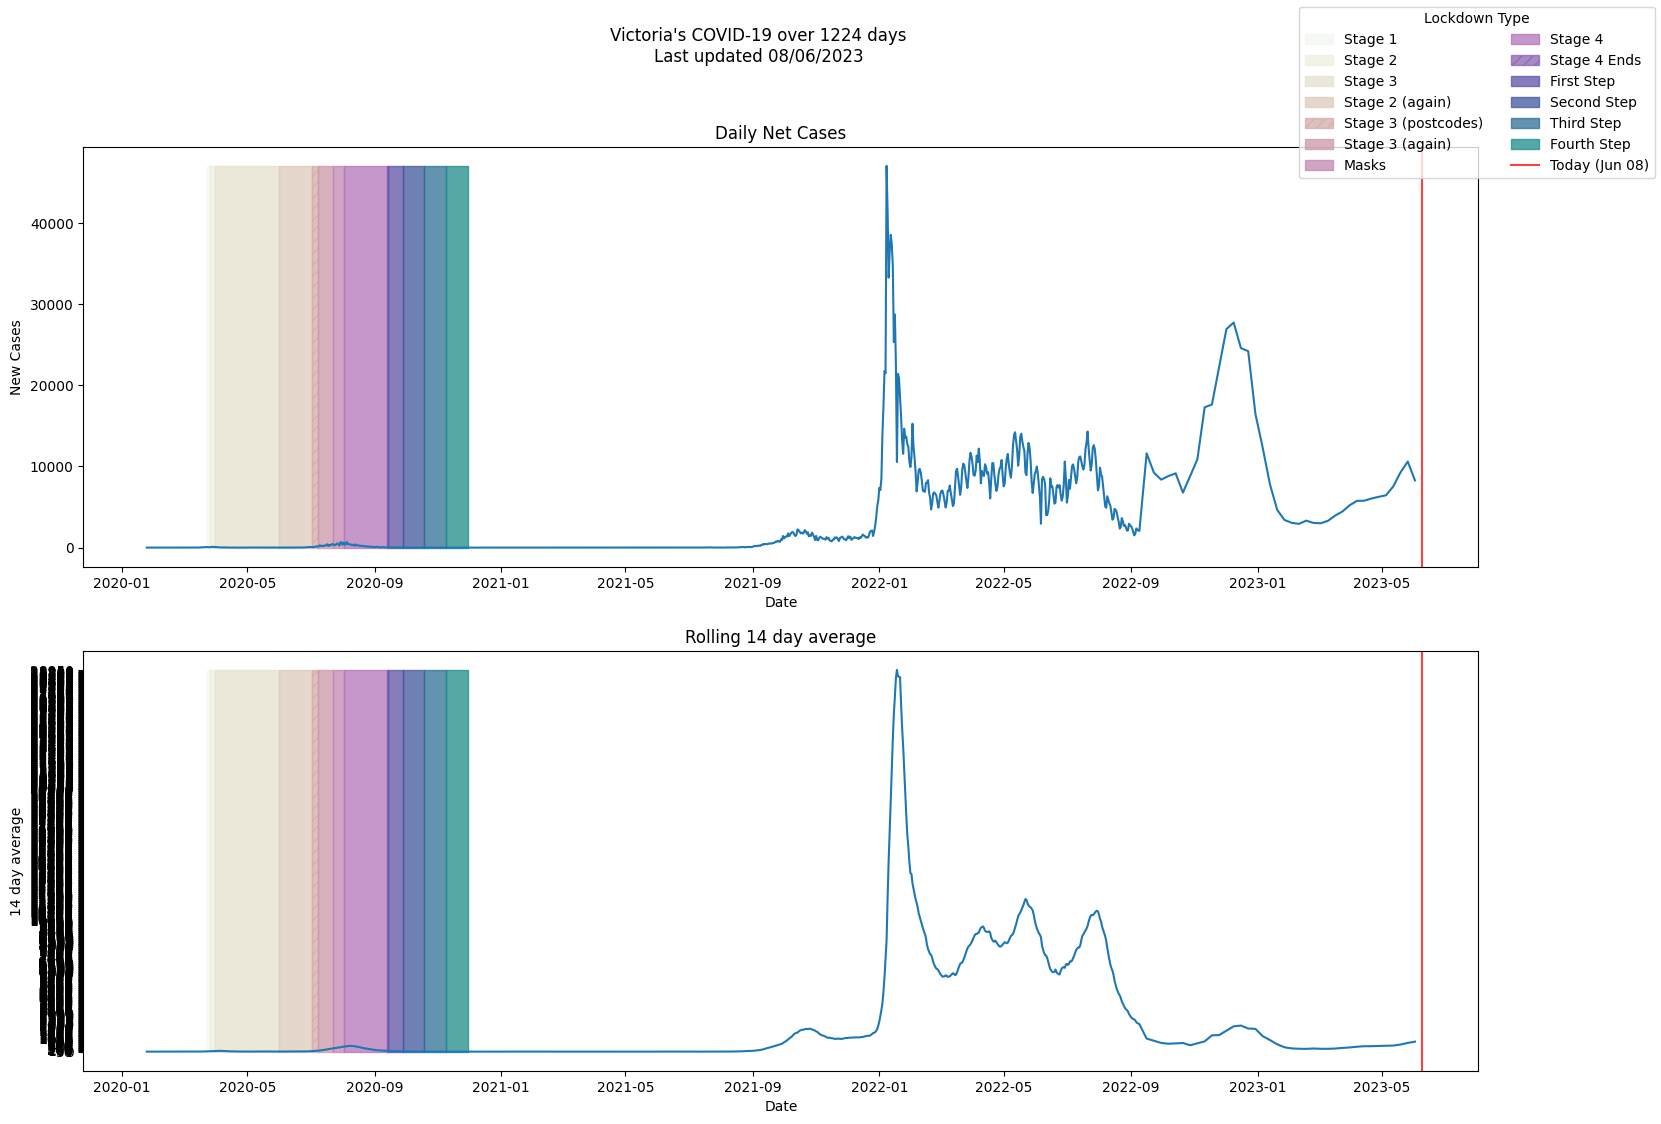 Victoria's COVID-19 over 1224 days
Last updated 08/06/2023
Lockdown Type
Stage 1
Stage 2
Stage 3
Stage 2 (again)
Stage 3 (postcodes)
Stage 3 (again)
Masks
Stage 4
Stage 4 Ends
First Step
Second Step
Third Step
Fourth Step
Today (Jun 08)
Daily Net Cases
New Cases
40000
30000
20000
10000
0
2020-01 2020-05 2020-09 2021-01 2021-05 2021-09 2022-01 2022-05 2022-09 2023-01 2023-05
Date
Rolling 14 day average
14 day average
2020-01 2020-05 2020-09 2021-01 2021-05 2021-09 2022-01 2022-05 2022-09 2023-01 2023-05
Date